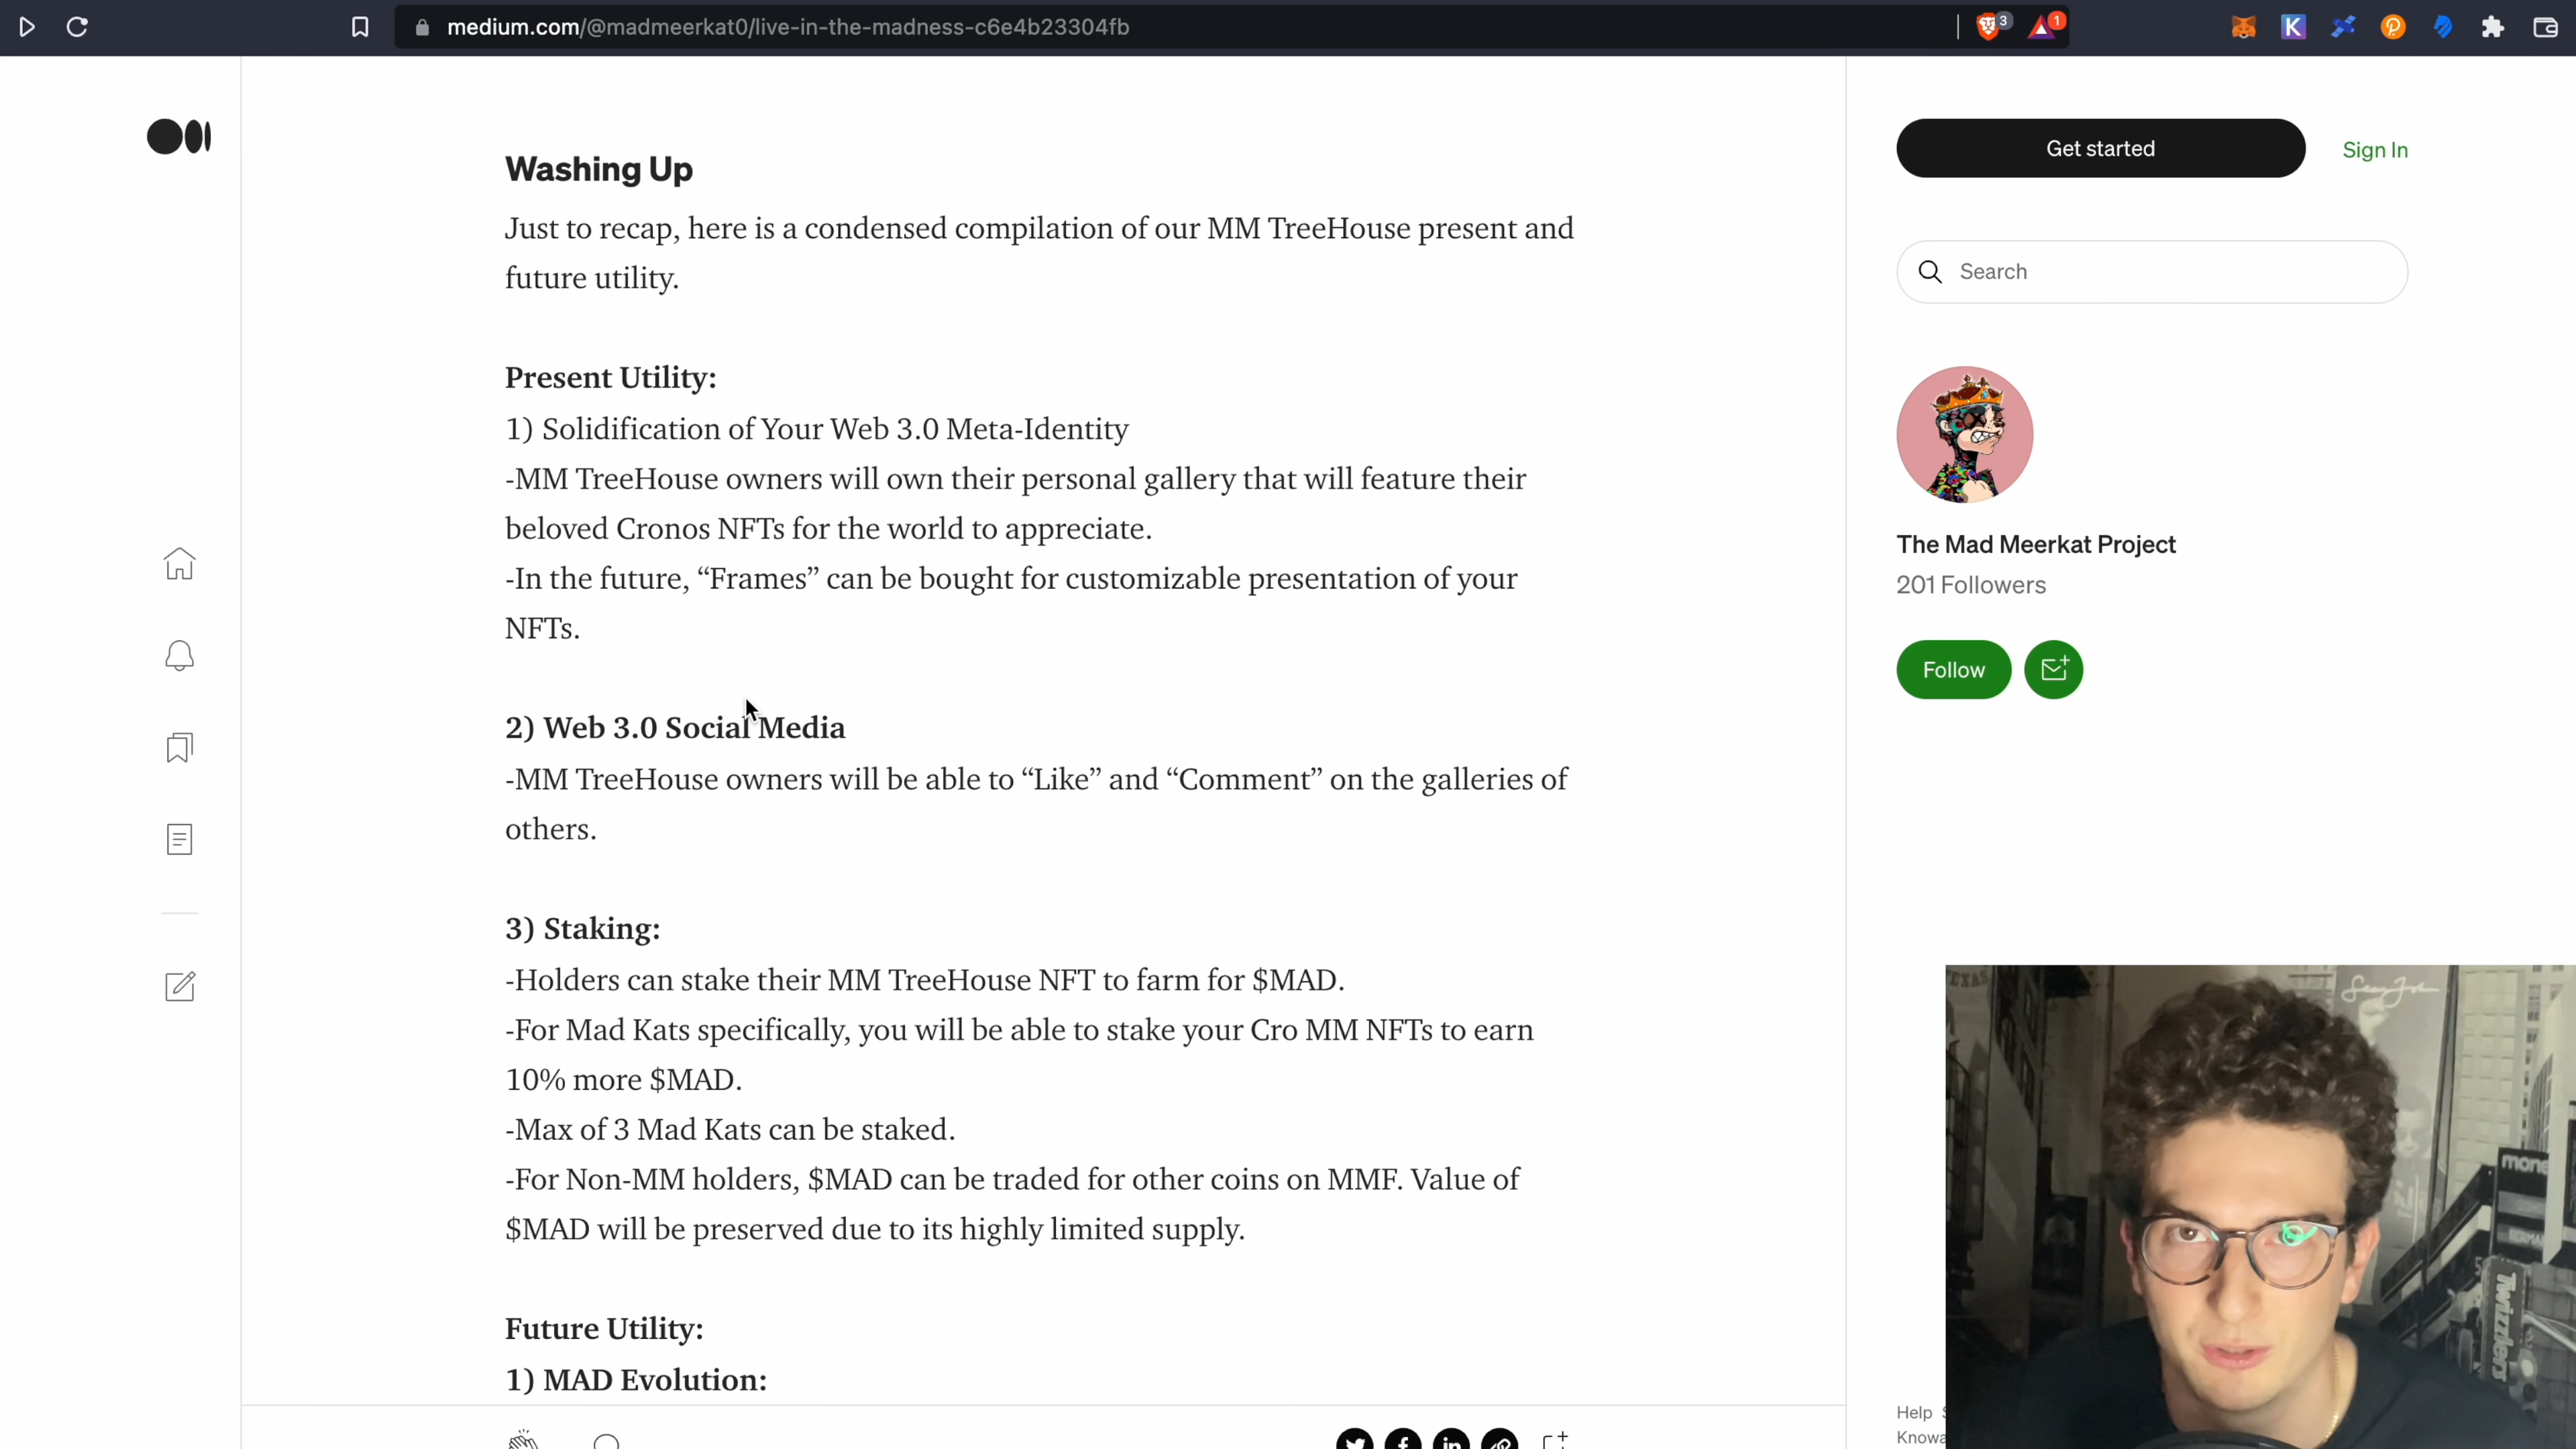 medium.com/@madmeerkat0/live-in-the-madness-c6e4b23304fb
3
1
K
Washing Up
Just to recap, here is a condensed compilation of our MM TreeHouse present and
future utility.
Present Utility:
1) Solidification of Your Web 3.0 Meta-Identity
-MM TreeHouse owners will own their personal gallery that will feature their
beloved Cronos NFTs for the world to appreciate.
-In the future, “Frames” can be bought for customizable presentation of your
NFTs.
2) Web 3.0 Social Media
-MM TreeHouse owners will be able to “Like” and “Comment” on the galleries of
others.
3) Staking:
-Holders can stake their MM TreeHouse NFT to farm for $MAD.
-For Mad Kats specifically, you will be able to stake your Cro MM NFTs to earn
10% more $MAD.
-Max of 3 Mad Kats can be staked.
-For Non-MM holders, $MAD can be traded for other coins on MMF. Value of
$MAD will be preserved due to its highly limited supply.
Future Utility:
1) MAD Evolution:
Get started
Sign In
Search
The Mad Meerkat Project
201 Followers
Follow
Help
TEXAS
Twizzlers